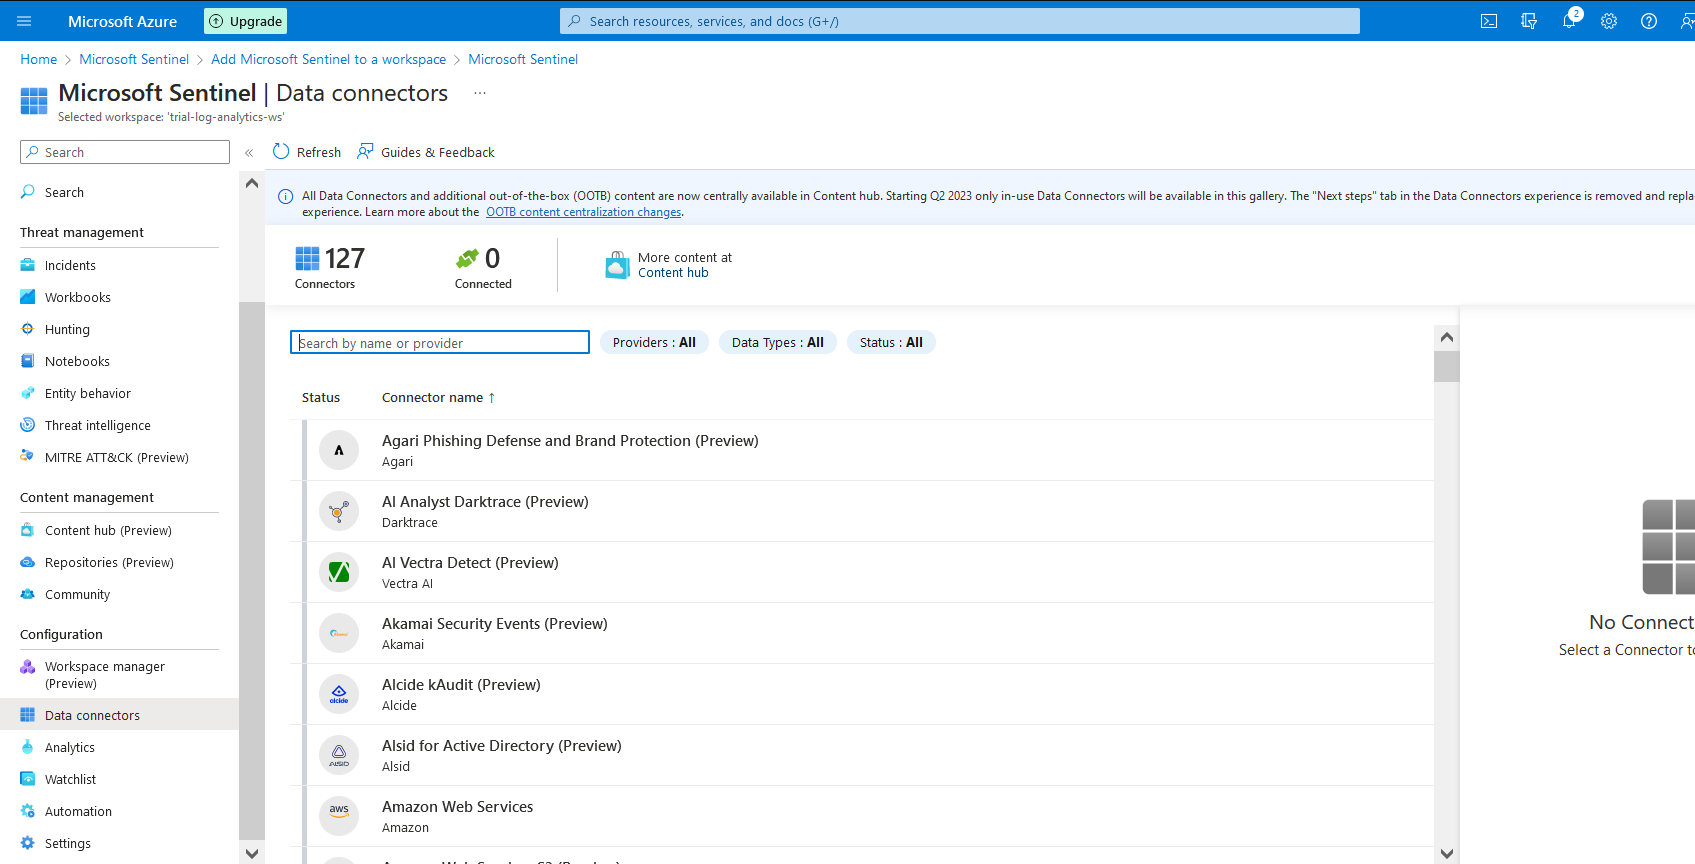 Microsoft Azure
Upgrade
Search resources, services, and docs (G+/)
2
Home > Microsoft Sentinel > Add Microsoft Sentinel to a workspace > Microsoft Sentinel
Microsoft Sentinel | Data connectors ...
Selected workspace: 'trial-log-analytics-ws'
Search
«
Refresh
Guides & Feedback
Search
Threat management
Incidents
Workbooks
Hunting
Notebooks
Entity behavior
Threat intelligence
MITRE ATT&CK (Preview)
Content management
Content hub (Preview)
Repositories (Preview)
Community
Configuration
Workspace manager
(Preview)
Data connectors
Analytics
Watchlist
Automation
Settings
All Data Connectors and additional out-of-the-box (OOTB) content are now centrally available in Content hub. Starting Q2 2023 only in-use Data Connectors will be available in this gallery. The "Next steps" tab in the Data Connectors experience is removed and repla
experience. Learn more about the OOTB content centralization changes.
127
Connectors
0
Connected
More content at
Content hub
Search by name or provider
Providers : All
Data Types : All
Status : All
Status
Connector name ↑
Agari Phishing Defense and Brand Protection (Preview)
Agari
AI Analyst Darktrace (Preview)
Darktrace
AI Vectra Detect (Preview)
Vectra AI
Akamai Security Events (Preview)
Akamai
alcide
Alcide kAudit (Preview)
Alcide
ALSID
Alsid for Active Directory (Preview)
Alsid
aws
Amazon Web Services
Amazon
No Connect
Select a Connector to